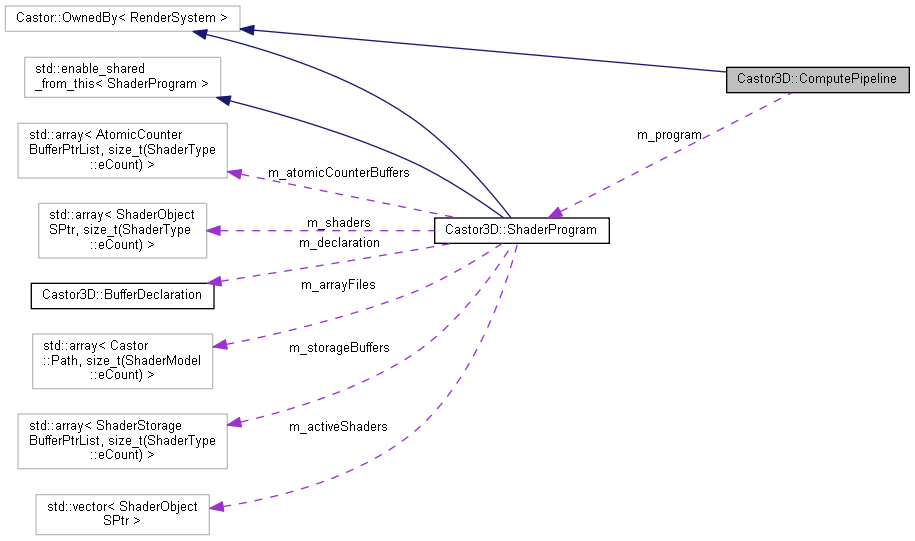 Castor::OwnedBy< RenderSystem >
std::enable_shared
_from_this< ShaderProgram >
Castor3D::ComputePipeline
m_program
std::array< AtomicCounter
BufferPtrList, size_t(ShaderType
::eCount) >
m_atomicCounterBuffers
std::array< ShaderObject
SPtr, size_t(ShaderType
::eCount) >
m_shaders
Castor3D::ShaderProgram
m_declaration
Castor3D::BufferDeclaration
m_arrayFiles
std::array< Castor
::Path, size_t(ShaderModel
::eCount) >
m_storageBuffers
std::array< ShaderStorage
BufferPtrList, size_t(ShaderType
::eCount) >
m_activeShaders
std::vector< ShaderObject
SPtr >